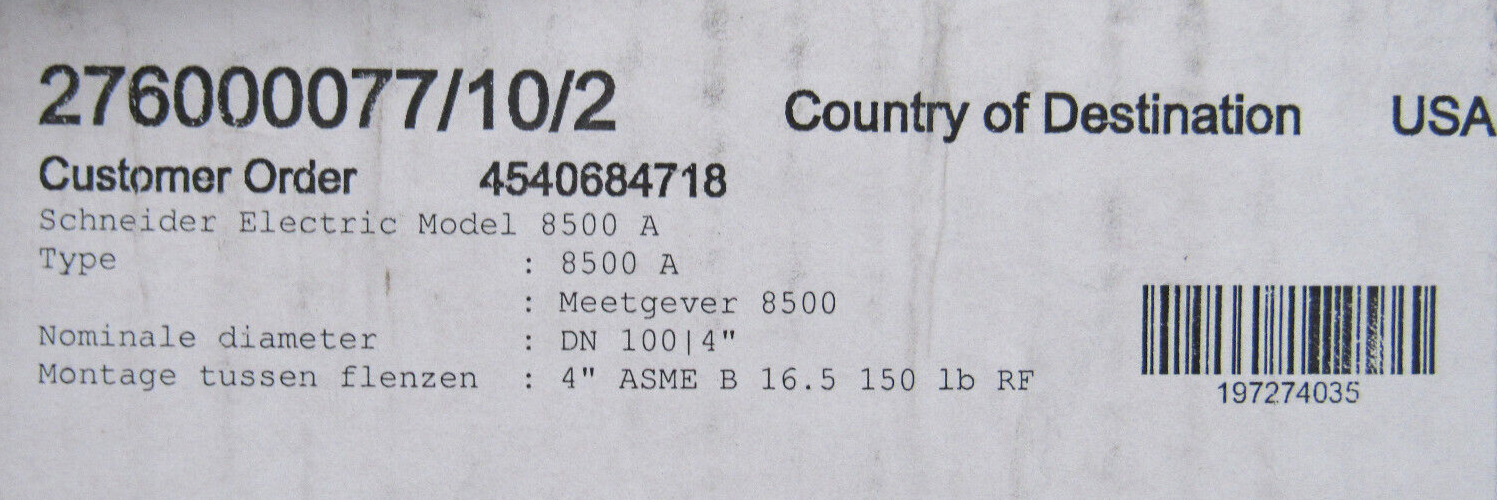 276000077/10/2 Country of Destination USA
Customer Order 4540684718
Schneider Electric Model 8500 A
Type : 8500 A
: Meetgever 8500
Nominale diameter : DN 100|4"
Montage tussen flenzen : 4" ASME B 16.5 150 lb RF
197274035